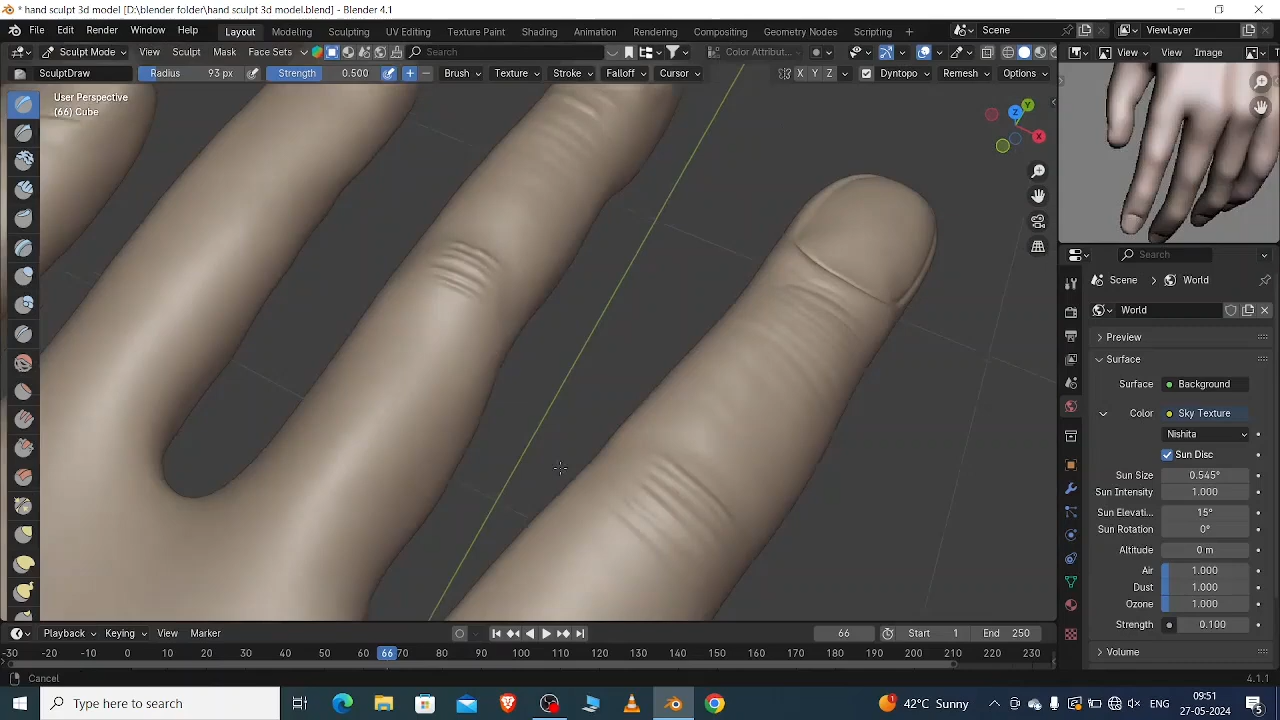 * hand sculpt 3d model [D:\blender folder\hand sculpt 3d model.blend] - Blender 4.1
File Edit Render Window Help Layout Modeling Sculpting UV Editing Texture Paint Shading Animation Rendering Compositing Geometry Nodes Scripting + Scene ViewLayer
Sculpt Mode View Sculpt Mask Face Sets Search Color Attribut... View View Image
SculptDraw Radius 93 px Strength 0.500 Brush Texture Stroke Falloff Cursor X Y Z Dyntopo Remesh Options
User Perspective
(66) Cube
Z Y X
Search
Scene > World
World
Preview
Surface
Surface Background
Color Sky Texture
Nishita
Sun Disc
Sun Size 0.545°
Sun Intensity 1.000
Sun Elevati... 15°
Sun Rotation 0°
Altitude 0 m
Air 1.000
Dust 1.000
Ozone 1.000
Strength 0.100
Volume
Playback Keying View Marker 66 Start 1 End 250
-30 -20 -10 0 10 20 30 40 50 66 70 80 90 100 110 120 130 140 150 160 170 180 190 200 210 220 230
Cancel 4.1.1
Type here to search 42°C Sunny ENG 09:51
27-05-2024 5